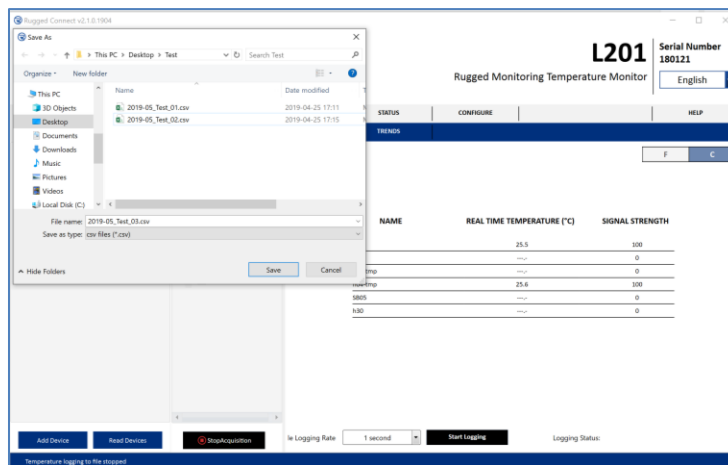 Rugged Connect v2.1.0.1904
Save As
This PC > Desktop > Test
Search Test
Organize
New folder
Name
Date modified
This PC
3D Objects
Desktop
Documents
Downloads
Music
Pictures
Videos
Local Disk (C:)
2019-05_Test_01.csv 2019-04-25 17:11
2019-05_Test_02.csv 2019-04-25 17:15
File name: 2019-05_Test_03.csv
Save as type: csv files (*.csv)
Hide Folders
Save
Cancel
L201
Rugged Monitoring Temperature Monitor
Serial Number
180121
English
STATUS CONFIGURE HELP
TRENDS
F C
NAME REAL TIME TEMPERATURE (°C) SIGNAL STRENGTH
25.5 100
---.- 0
tmp ---.- 0
tmp 25.6 100
SB05 ---.- 0
h30 ---.- 0
Add Device
Read Devices
StopAcquisition
le Logging Rate
1 second
Start Logging
Logging Status:
Temperature logging to file stopped